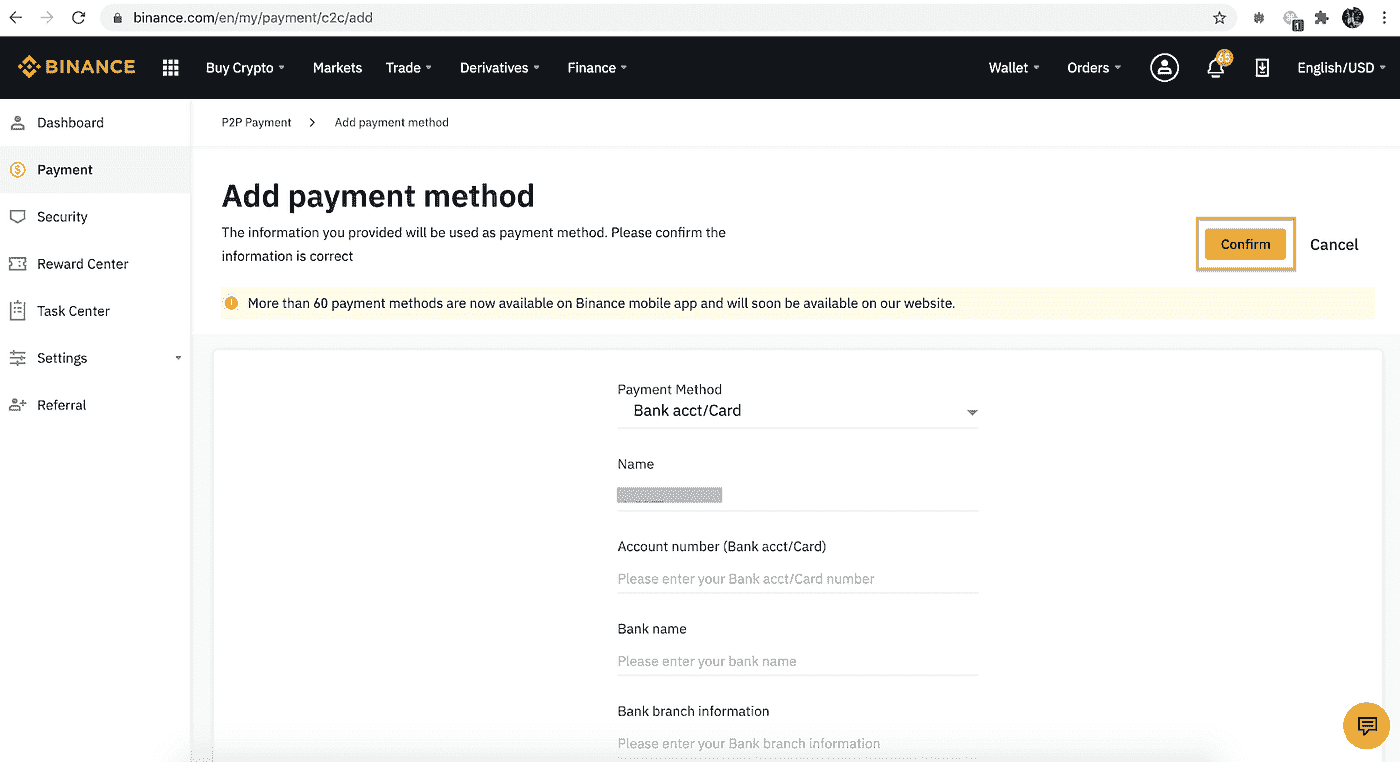 binance.com/en/my/payment/c2c/add
1
BINANCE
Buy Crypto
Markets
Trade
Derivatives
Finance
Wallet
Orders
65
English/USD
Dashboard
Payment
Security
Reward Center
Task Center
Settings
Referral
P2P Payment > Add payment method
Add payment method
The information you provided will be used as payment method. Please confirm the
information is correct
Confirm
Cancel
More than 60 payment methods are now available on Binance mobile app and will soon be available on our website.
Payment Method
Bank acct/Card
Name
Account number (Bank acct/Card)
Please enter your Bank acct/Card number
Bank name
Please enter your bank name
Bank branch information
Please enter your Bank branch information